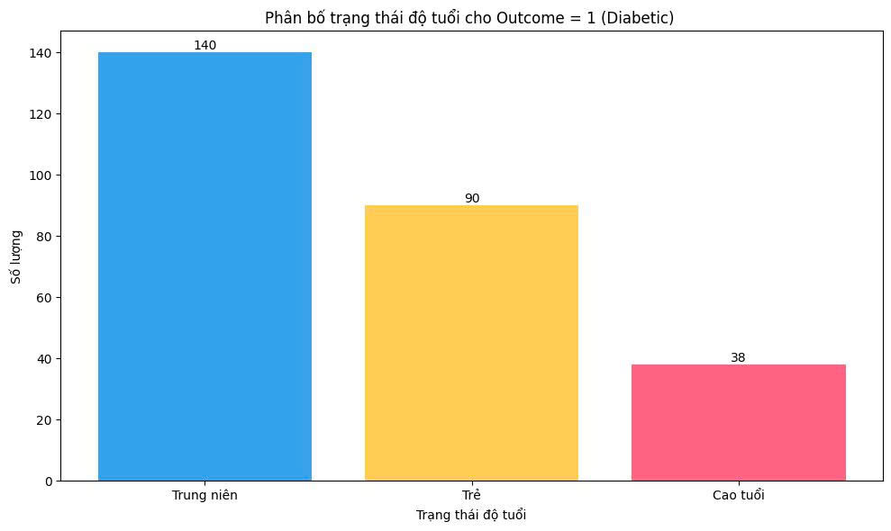 Phân bố trạng thái độ tuổi cho Outcome = 1 (Diabetic)
140
120
100
80
60
40
20
0
Số lượng
140
90
38
Trung niên
Trẻ
Cao tuổi
Trạng thái độ tuổi